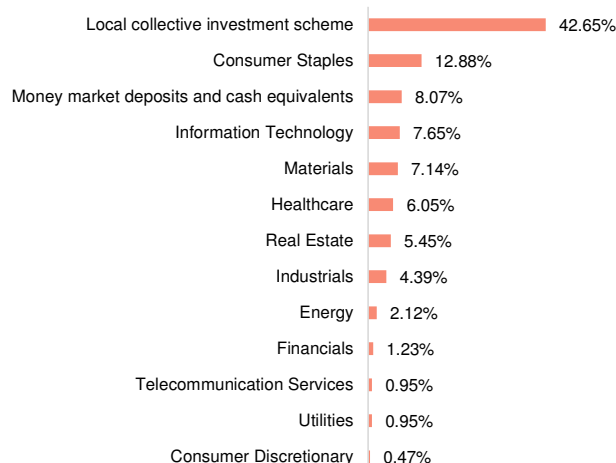 Local collective investment scheme 42.65%
Consumer Staples 12.88%
Money market deposits and cash equivalents 8.07%
Information Technology 7.65%
Materials 7.14%
Healthcare 6.05%
Real Estate 5.45%
Industrials 4.39%
Energy 2.12%
Financials 1.23%
Telecommunication Services 0.95%
Utilities 0.95%
Consumer Discretionary 0.47%